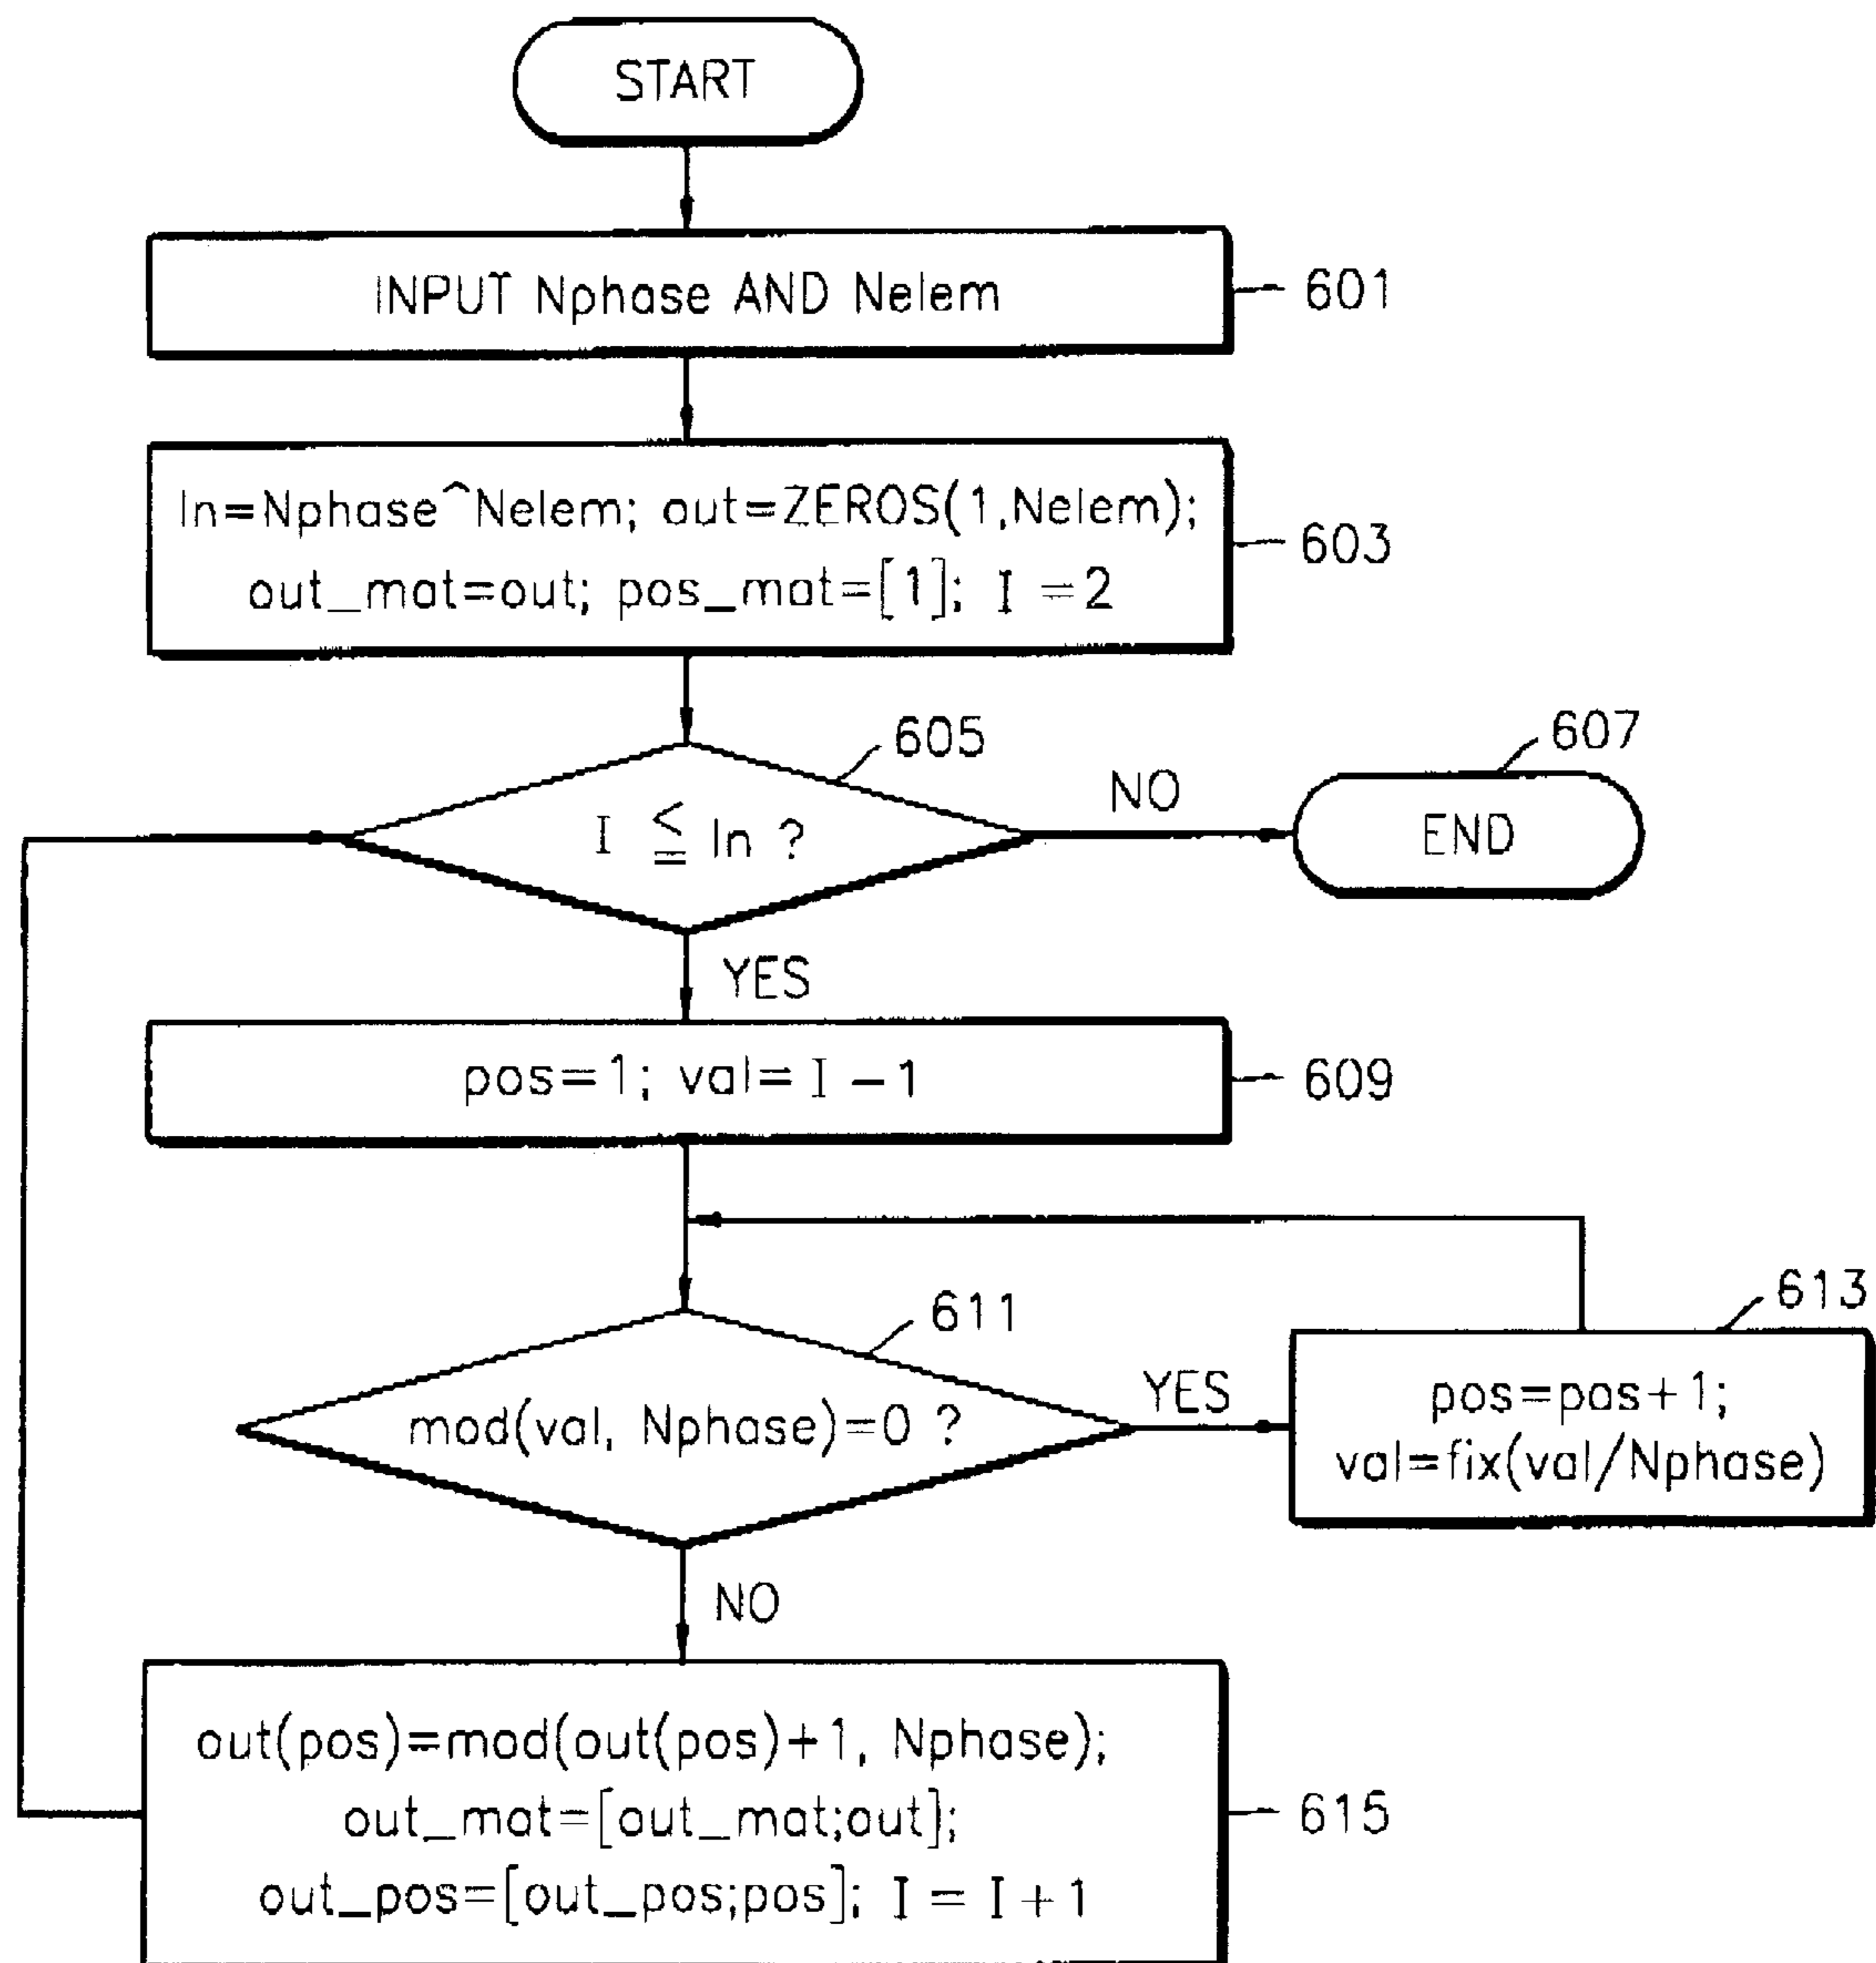 START
INPUT Nphase AND Nelem
601
ln=Nphase^Nelem; out=ZEROS(1,Nelem);
out_mat=out; pos_mat=[1]; I =2
603
605
I ≦ ln ?
NO
607
END
YES
pos=1; val=I-1
609
611
mod(val, Nphase)=0 ?
YES
613
pos=pos+1;
val=fix(val/Nphase)
NO
out(pos)=mod(out(pos)+1, Nphase);
out_mat=[out_mat;out];
out_pos=[out_pos;pos]; I = I+1
615